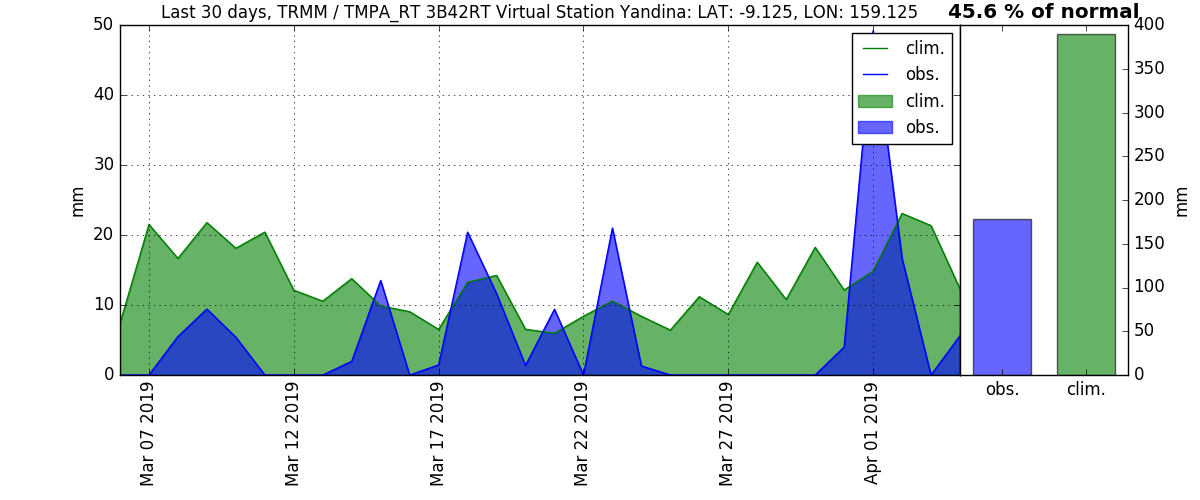 Last 30 days, TRMM / TMPA_RT 3B42RT Virtual Station Yandina: LAT: -9.125, LON: 159.125
45.6 % of normal
50
40
30
20
10
0
mm
clim.
obs.
clim.
obs.
Mar 07 2019
Mar 12 2019
Mar 17 2019
Mar 22 2019
Mar 27 2019
Apr 01 2019
400
350
300
250
200
150
100
50
0
mm
obs.
clim.